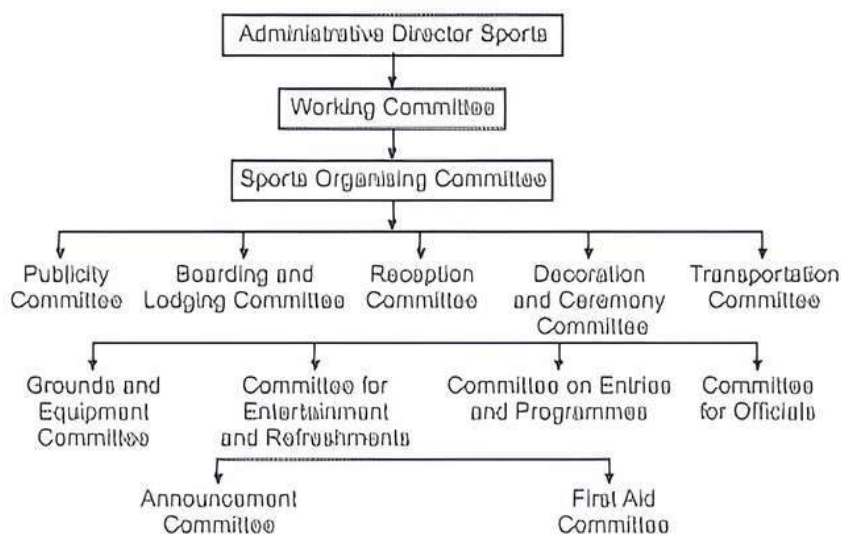 Administrative Director Sports
Working Committee
Sports Organising Committee
Publicity
Committee
Boarding and
Lodging Committee
Reception
Committee
Decoration
and Ceremony
Committee
Transportation
Committee
Grounds and
Equipment
Committee
Committee for
Entertainment
and Refreshments
Committee on Entries
and Programmes
Committee
for Officials
Announcement
Committee
First Aid
Committee